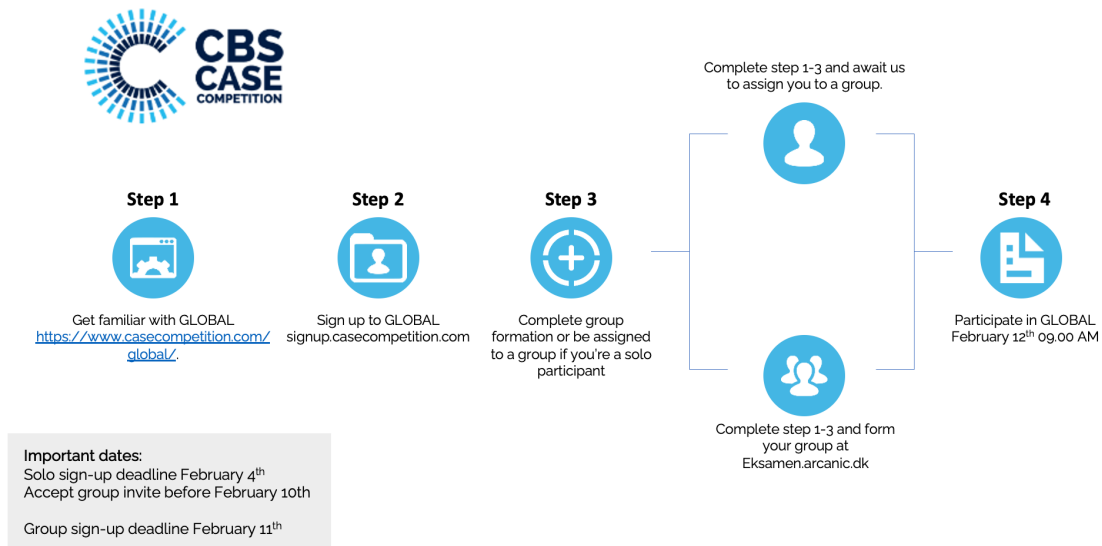 CBS
CASE
COMPETITION
Step 1
Get familiar with GLOBAL
https://www.casecompetition.com/
global/.
Step 2
Sign up to GLOBAL
signup.casecompetition.com
Step 3
Complete group
formation or be assigned
to a group if you're a solo
participant
Complete step 1-3 and await us
to assign you to a group.
Complete step 1-3 and form
your group at
Eksamen.arcanic.dk
Step 4
Participate in GLOBAL
February 12th 09.00 AM
Important dates:
Solo sign-up deadline February 4th
Accept group invite before February 10th
Group sign-up deadline February 11th